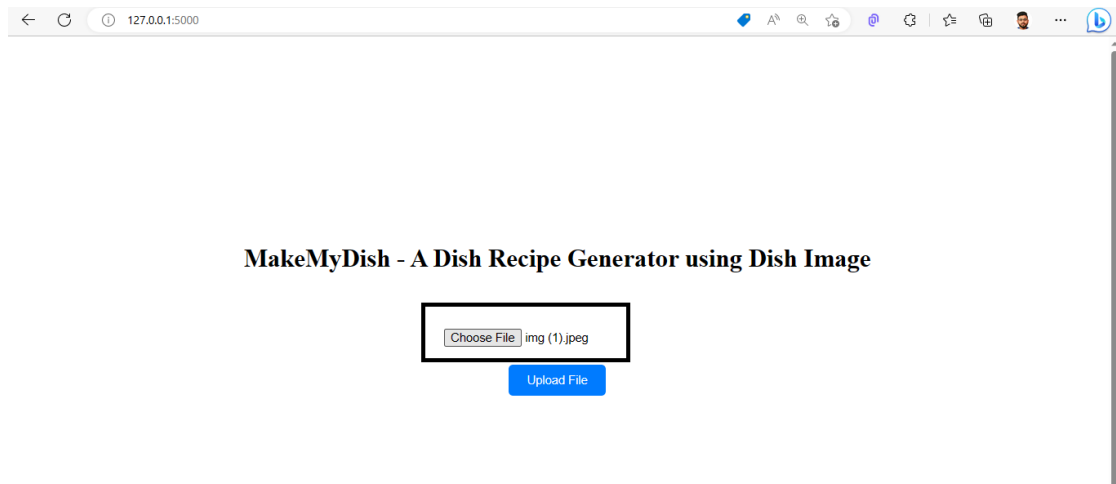 127.0.0.1:5000
MakeMyDish - A Dish Recipe Generator using Dish Image
Choose File img (1).jpeg
Upload File